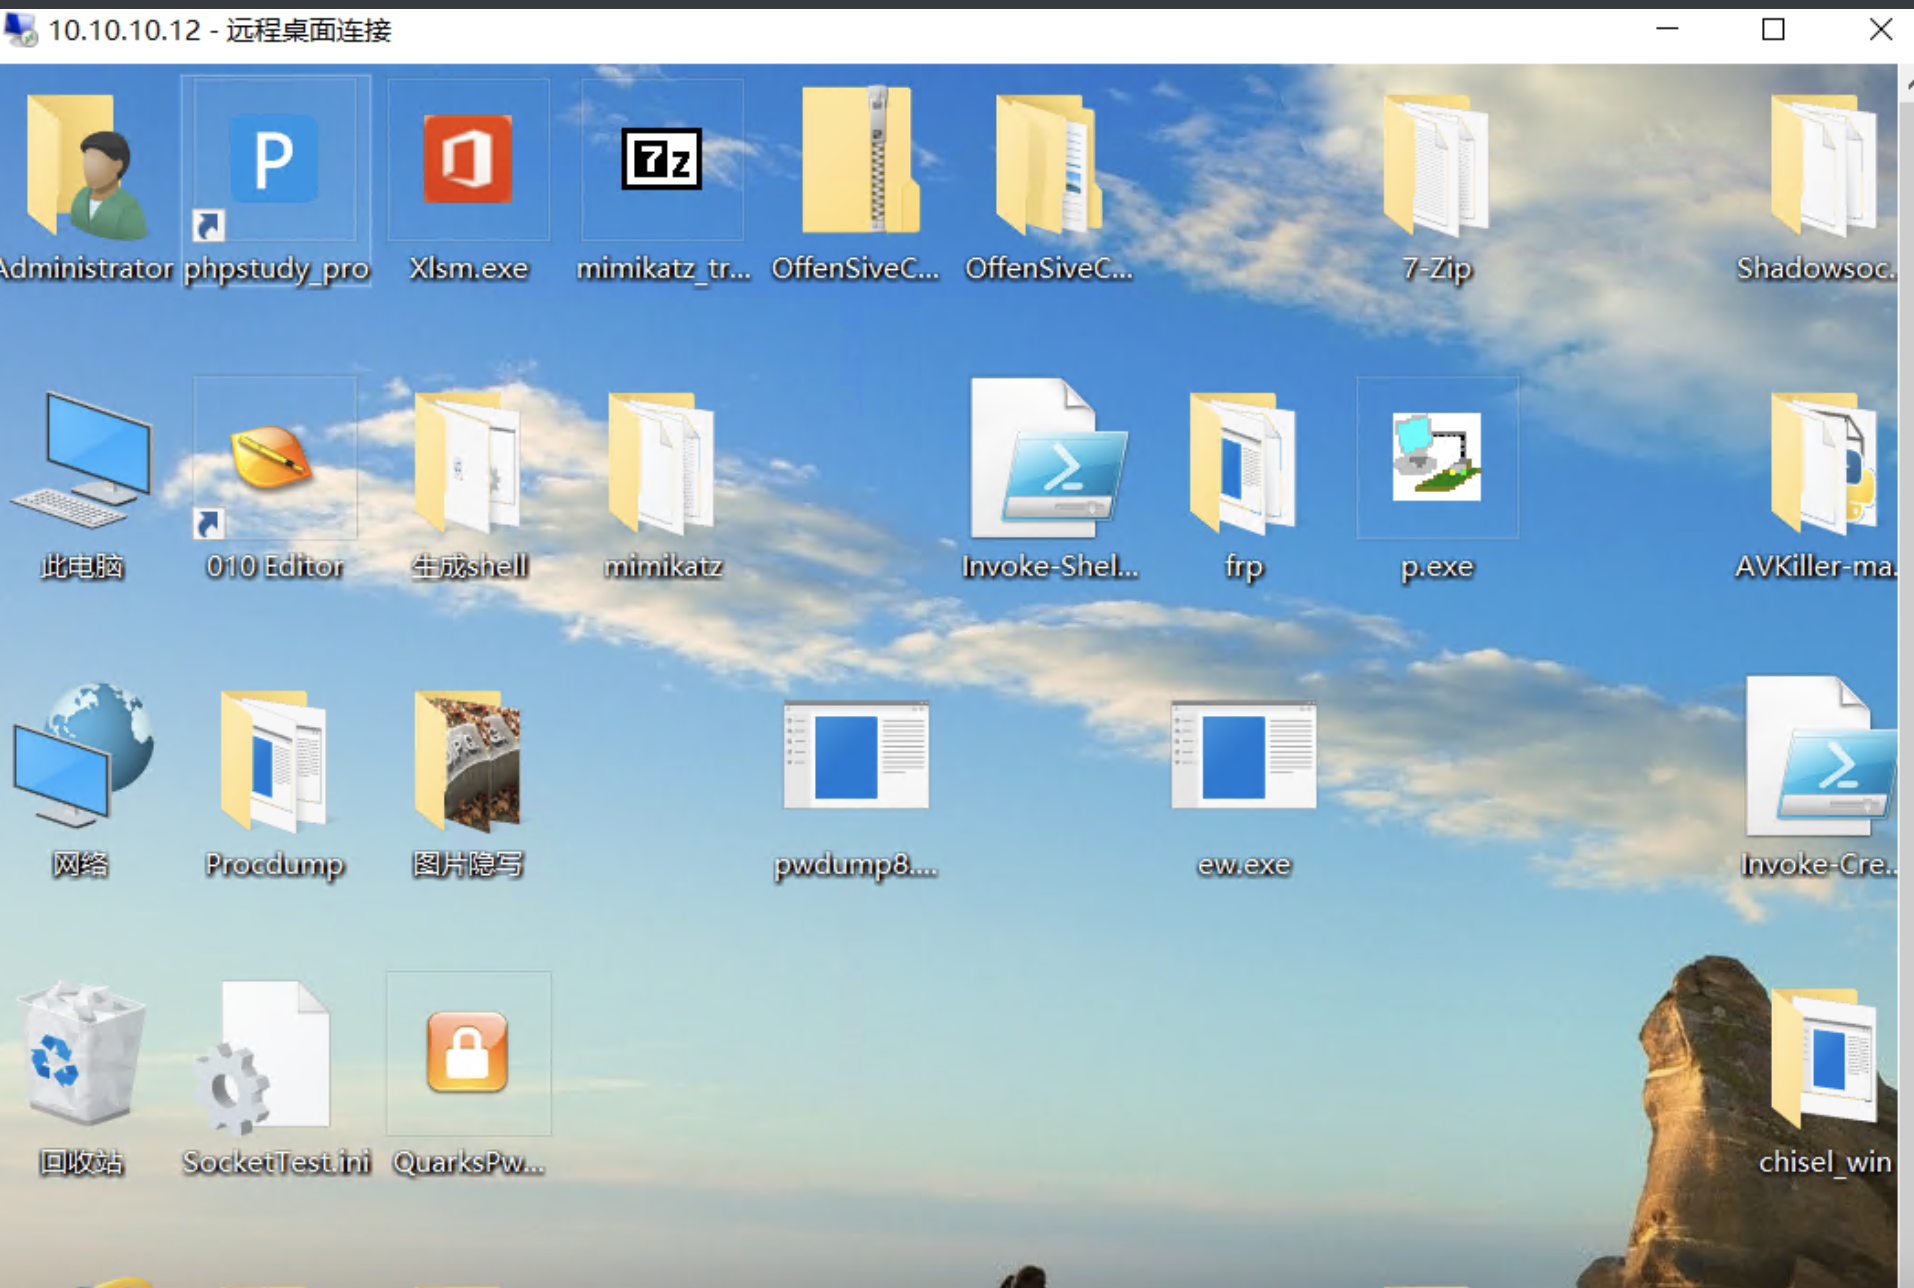 10.10.10.12 - 远程桌面连接
Administrator
phpstudy_pro
Xlsm.exe
mimikatz_tr...
OffenSiveC...
OffenSiveC...
7-Zip
Shadowsoc...
此电脑
010 Editor
生成shell
mimikatz
Invoke-Shel...
frp
p.exe
AVKiller-ma...
网络
Procdump
图片隐写
pwdump8....
ew.exe
Invoke-Cre...
回收站
SocketTest.ini
QuarksPw...
chisel_win